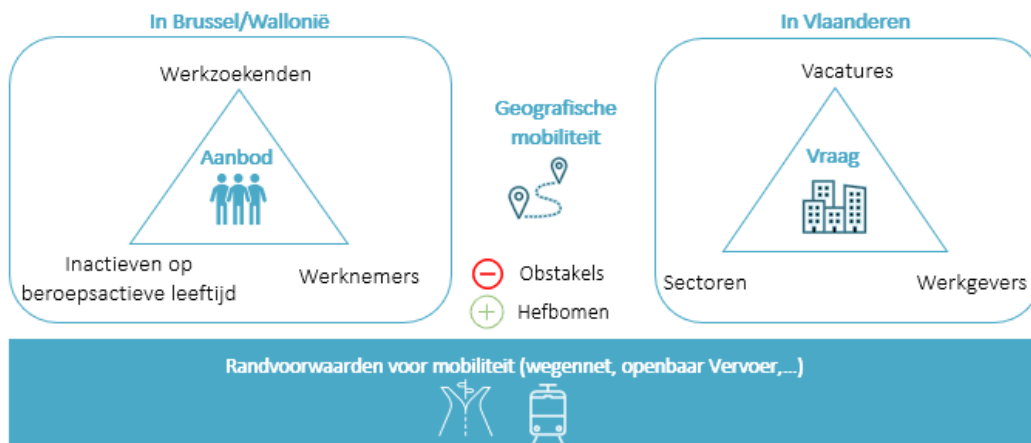 In Brussel/Wallonië
Werkzoekenden
Aanbod
Inactieven op
beroepsactieve leeftijd
Werknemers
Geografische
mobiliteit
Obstakels
Hefbomen
In Vlaanderen
Vacatures
Vraag
Sectoren
Werkgevers
Randvoorwaarden voor mobiliteit (wegennet, openbaar Vervoer,...)